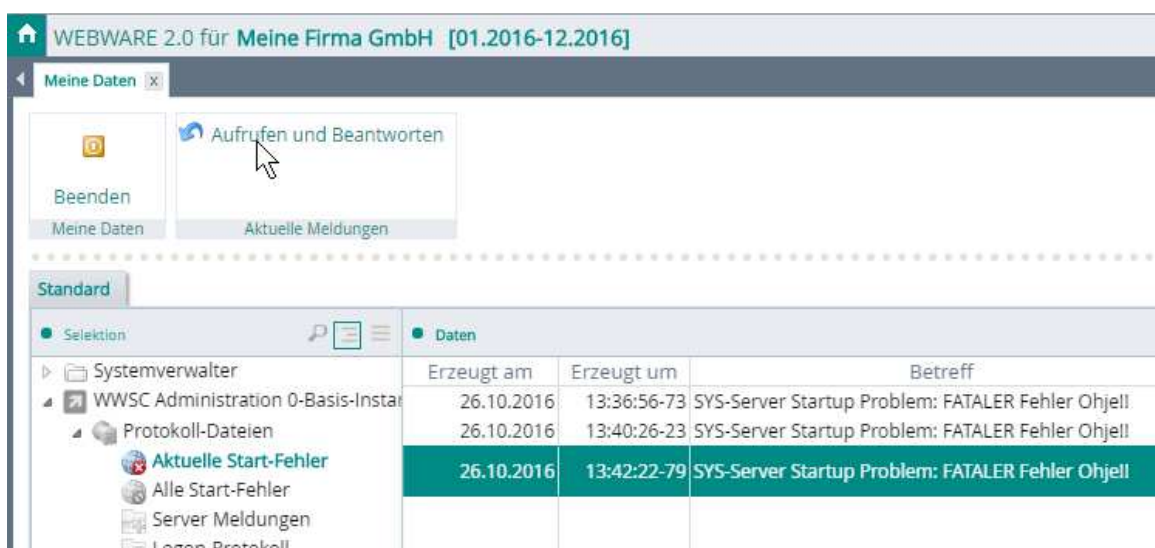 WEBWARE 2.0 für Meine Firma GmbH [01.2016-12.2016]
Meine Daten x
Aufrufen und Beantworten
Beenden
Meine Daten Aktuelle Meldungen
Standard
Selektion Daten
Systemverwalter Erzeugt am Erzeugt um Betreff
WWSC Administration 0-Basis-Instar 26.10.2016 13:36:56-73 SYS-Server Startup Problem: FATALER Fehler Ohje!!
Protokoll-Dateien 26.10.2016 13:40:26-23 SYS-Server Startup Problem: FATALER Fehler Ohje!!
Aktuelle Start-Fehler 26.10.2016 13:42:22-79 SYS-Server Startup Problem: FATALER Fehler Ohje!!
Alle Start-Fehler
Server Meldungen
Logon Protokoll